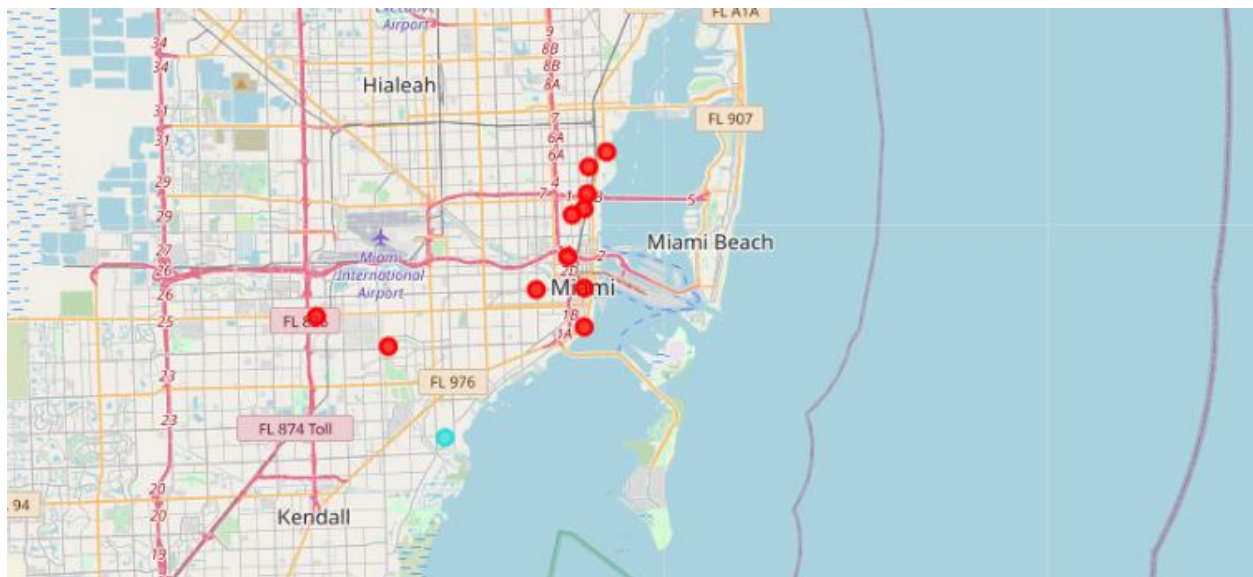 Executive
Airport
FL A1A
9
8B
8B
8A
34
34
Hialeah
31
31
7
6A
6A
FL 907
29
29
4
7
1
5
Miami Beach
27
26
26
25
Miami
International
Airport
2
2D
Miami
1B
1A
23
FL 976
23
FL 874 Toll
20
20
94
Kendall